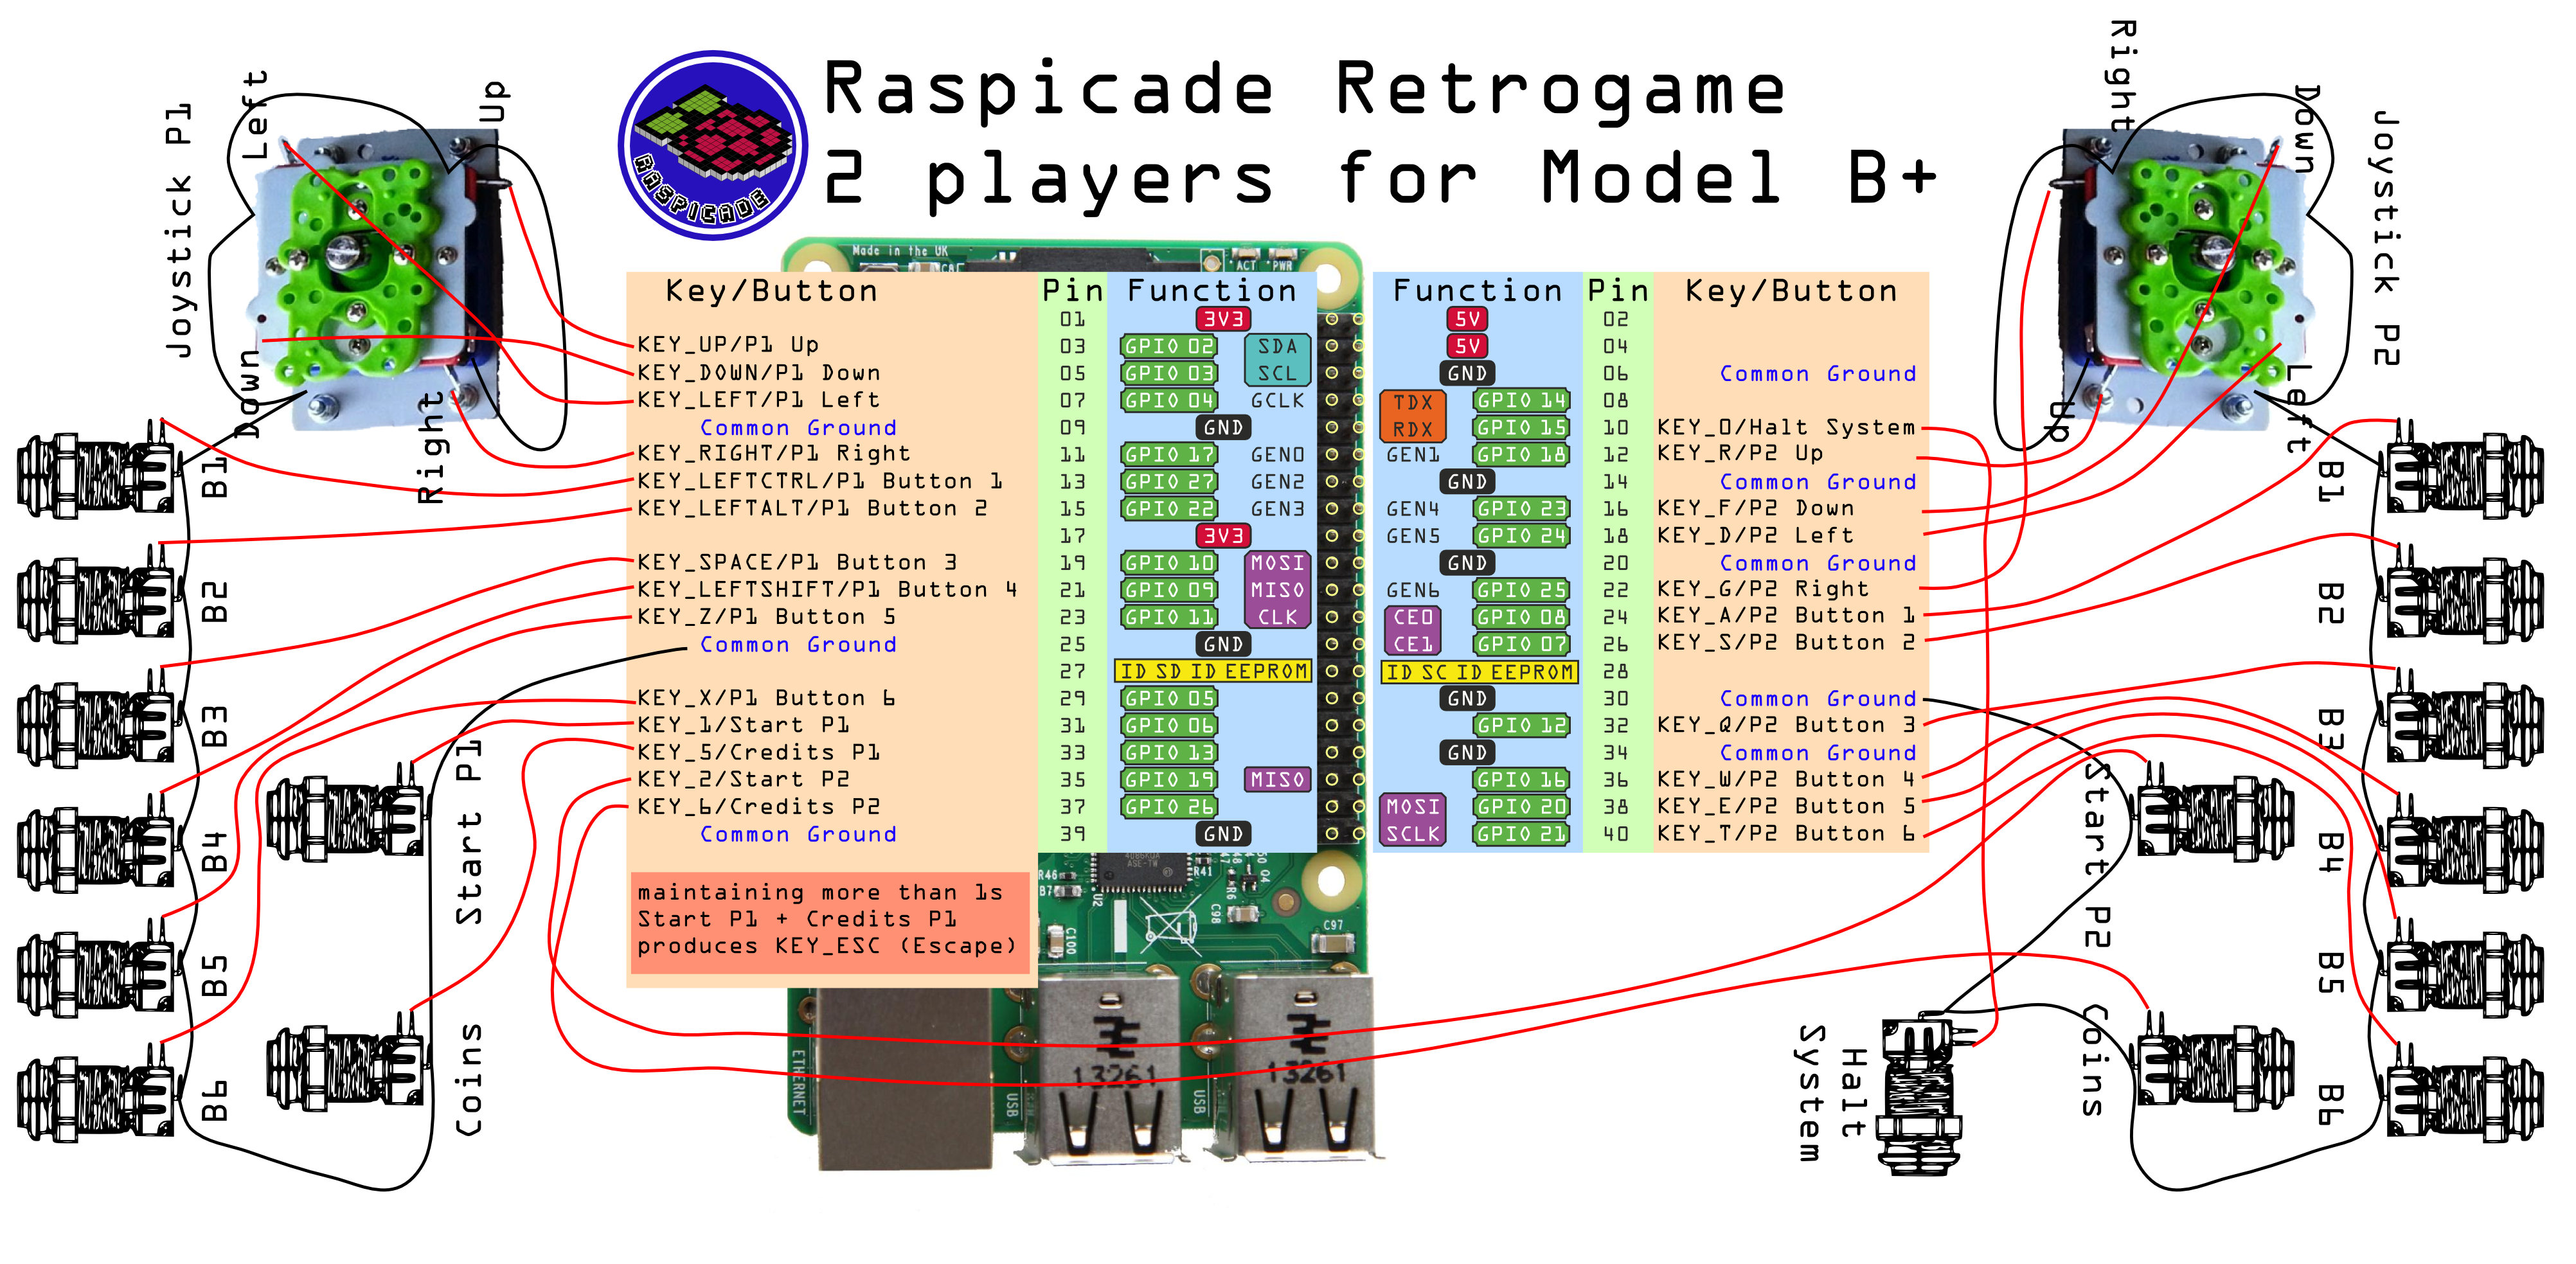 Raspicade Retrogame
2 players for Model B+
RASPICADE
Joystick P1
Left
Up
Down
Right
B1
B2
B3
B4
B5
B6
Start P1
Coins
Made in the UK
ACT PWR
Key/Button Pin Function
01 3V3
KEY_UP/P1 Up 03 GPIO 02 SDA
KEY_DOWN/P1 Down 05 GPIO 03 SCL
KEY_LEFT/P1 Left 07 GPIO 04 GCLK
Common Ground 09 GND
KEY_RIGHT/P1 Right 11 GPIO 17 GEN0
KEY_LEFTCTRL/P1 Button 1 13 GPIO 27 GEN2
KEY_LEFTALT/P1 Button 2 15 GPIO 22 GEN3
17 3V3
KEY_SPACE/P1 Button 3 19 GPIO 10 MOSI
KEY_LEFTSHIFT/P1 Button 4 21 GPIO 09 MISO
KEY_Z/P1 Button 5 23 GPIO 11 CLK
Common Ground 25 GND
27 ID SD ID EEPROM
KEY_X/P1 Button 6 29 GPIO 05
KEY_1/Start P1 31 GPIO 06
KEY_5/Credits P1 33 GPIO 13
KEY_2/Start P2 35 GPIO 19 MISO
KEY_6/Credits P2 37 GPIO 26
Common Ground 39 GND
maintaining more than 1s
Start P1 + Credits P1
produces KEY_ESC (Escape)
Function Pin Key/Button
5V 02
5V 04
GND 06 Common Ground
TDX GPIO 14 08
RDX GPIO 15 10 KEY_O/Halt System
GEN1 GPIO 18 12 KEY_R/P2 Up
GND 14 Common Ground
GEN4 GPIO 23 16 KEY_F/P2 Down
GEN5 GPIO 24 18 KEY_D/P2 Left
GND 20 Common Ground
GEN6 GPIO 25 22 KEY_G/P2 Right
CE0 GPIO 08 24 KEY_A/P2 Button 1
CE1 GPIO 07 26 KEY_S/P2 Button 2
ID SC ID EEPROM 28
GND 30 Common Ground
GPIO 12 32 KEY_Q/P2 Button 3
GND 34 Common Ground
GPIO 16 36 KEY_W/P2 Button 4
MOSI GPIO 20 38 KEY_E/P2 Button 5
SCLK GPIO 21 40 KEY_T/P2 Button 6
R46
B7
U2
R41
R6
C98
C97
C100
ETHERNET
USB
USB
13261
13261
Right
Down
Joystick P2
Up
Left
B1
B2
B3
B4
B5
B6
Start P2
Coins
Halt
System